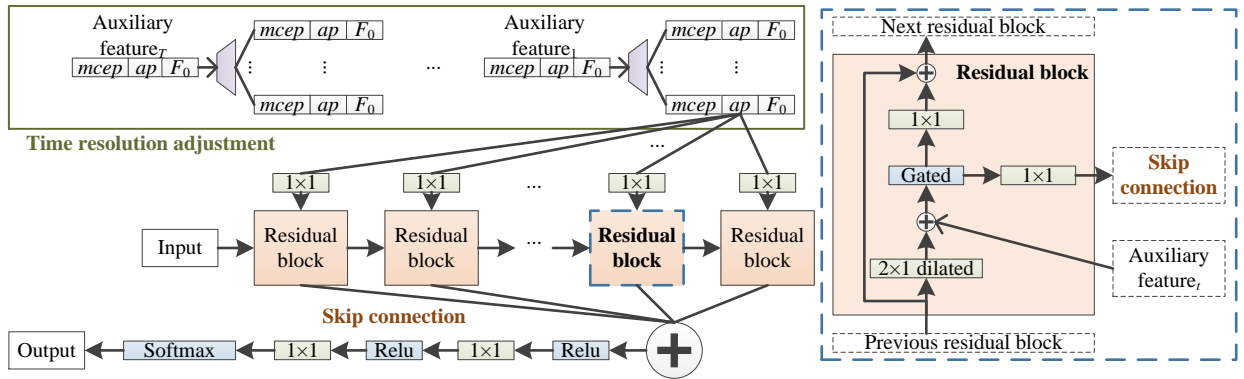 Auxiliary
feature_T
mcep ap F₀
mcep ap F₀
⋮ ⋮ ⋮
mcep ap F₀
...
Auxiliary
feature₁
mcep ap F₀
mcep ap F₀
⋮ ⋮ ⋮
mcep ap F₀
Time resolution adjustment
...
1×1 1×1 ... 1×1 1×1
Input
Residual
block
Residual
block
...
Residual
block
Residual
block
Skip connection
+
Output
Softmax
1×1
Relu
1×1
Relu
Next residual block
Residual block
+
1×1
Gated
1×1
Skip
connection
+
2×1 dilated
Auxiliary
feature_t
Previous residual block